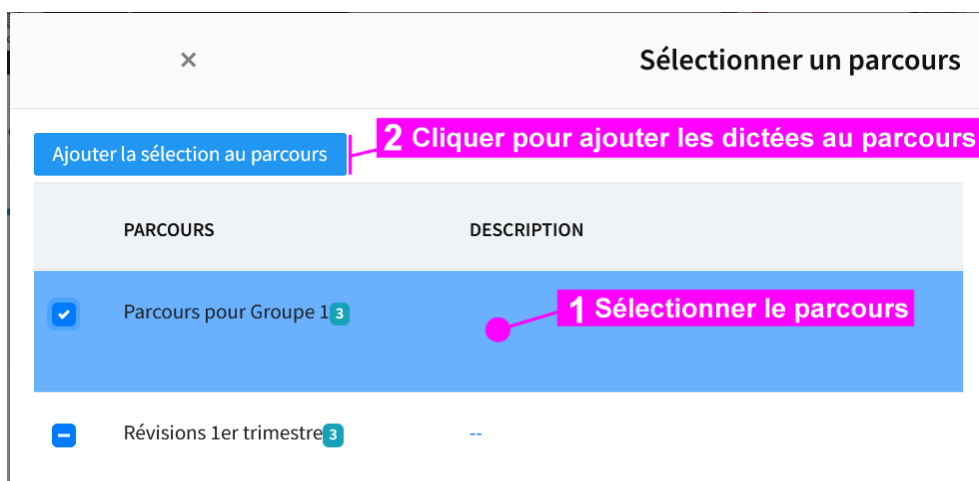 × Sélectionner un parcours
Ajouter la sélection au parcours
2 Cliquer pour ajouter les dictées au parcours
PARCOURS DESCRIPTION
Parcours pour Groupe 1 3
1 Sélectionner le parcours
Révisions 1er trimestre 3 --